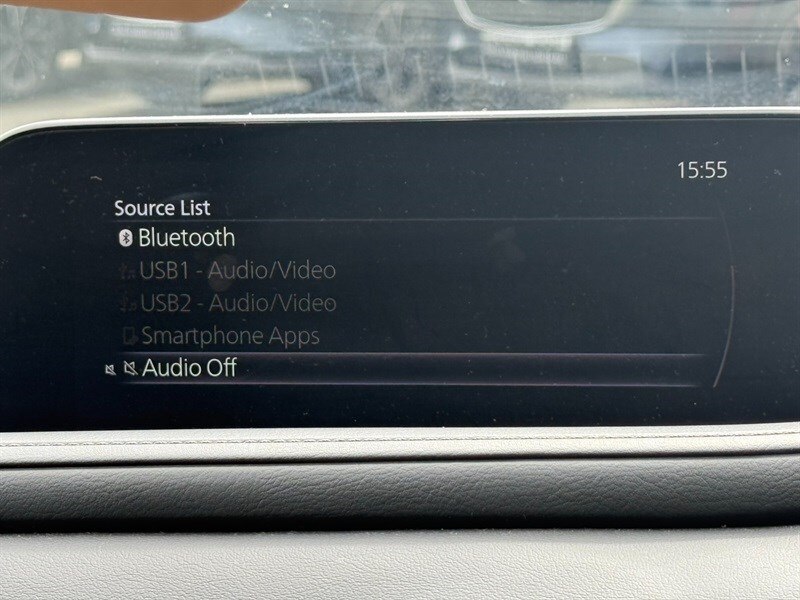 15:55
Source List
Bluetooth
USB1 - Audio/Video
USB2 - Audio/Video
Smartphone Apps
Audio Off